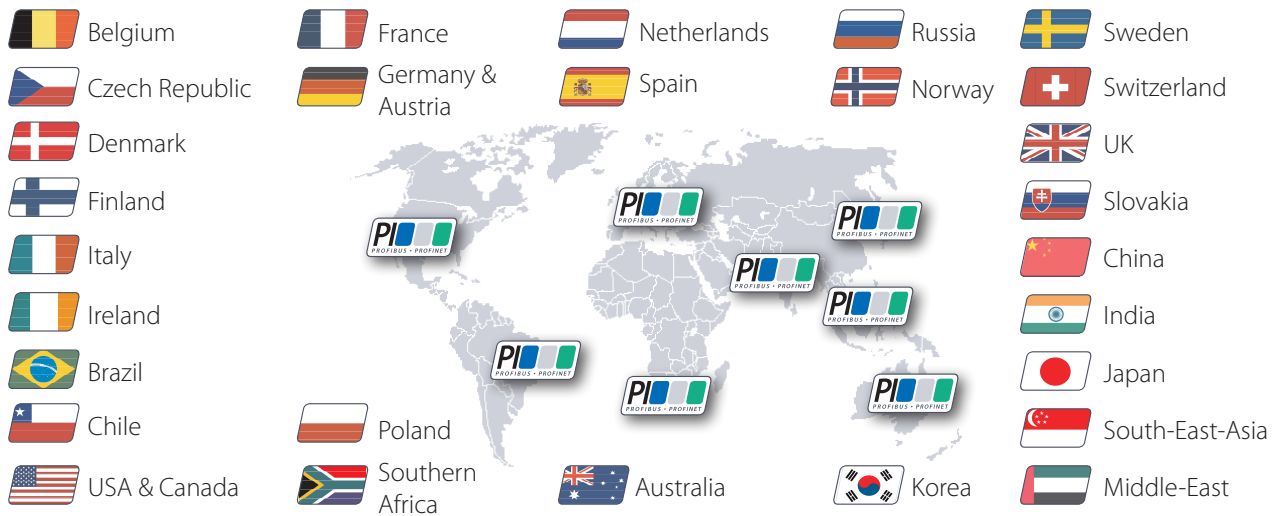 Belgium
France
Netherlands
Russia
Sweden
Czech Republic
Germany &
Austria
Spain
Norway
Switzerland
Denmark
UK
Finland
Slovakia
Italy
China
Ireland
India
Brazil
Japan
Chile
Poland
South-East-Asia
USA & Canada
Southern
Africa
Australia
Korea
Middle-East
PI
PROFIBUS • PROFINET
PI
PROFIBUS • PROFINET
PI
PROFIBUS • PROFINET
PI
PROFIBUS • PROFINET
PI
PROFIBUS • PROFINET
PI
PROFIBUS • PROFINET
PI
PROFIBUS • PROFINET
PI
PROFIBUS • PROFINET